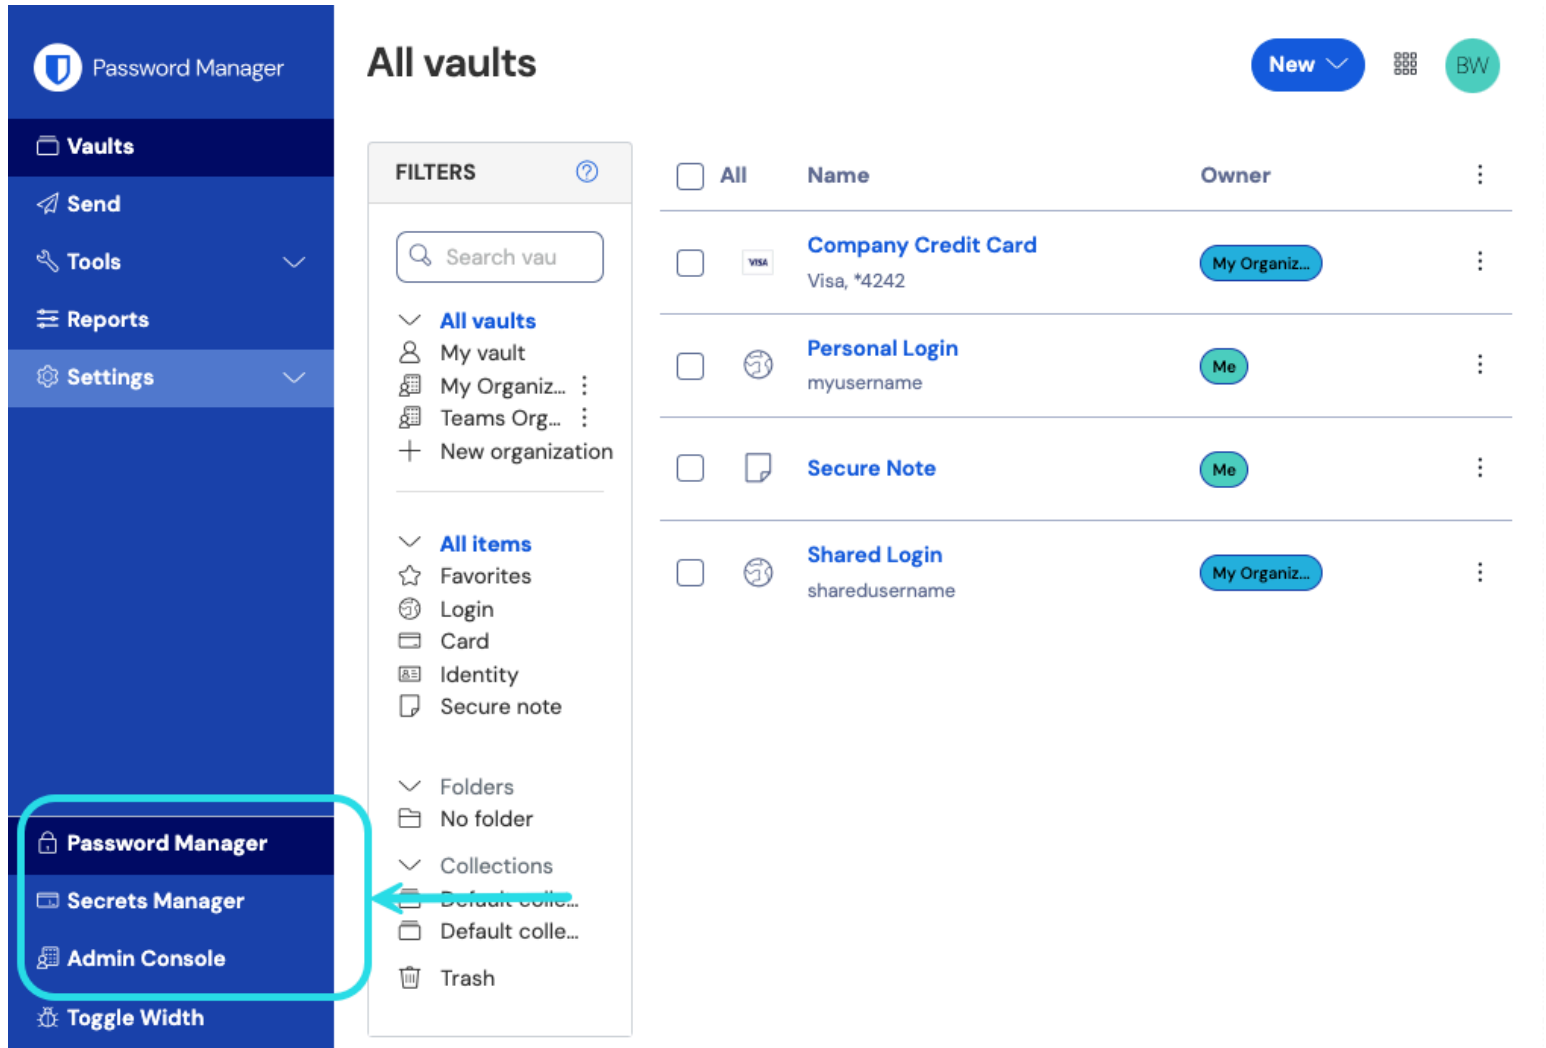 Password Manager
Vaults
Send
Tools
Reports
Settings
Password Manager
Secrets Manager
Admin Console
Toggle Width
All vaults
New
BW
FILTERS
Search vau
All vaults
My vault
My Organiz...
Teams Org...
New organization
All items
Favorites
Login
Card
Identity
Secure note
Folders
No folder
Collections
Default colle...
Default colle...
Trash
All Name Owner
VISA
Company Credit Card
Visa, *4242
My Organiz...
Personal Login
myusername
Me
Secure Note
Me
Shared Login
sharedusername
My Organiz...